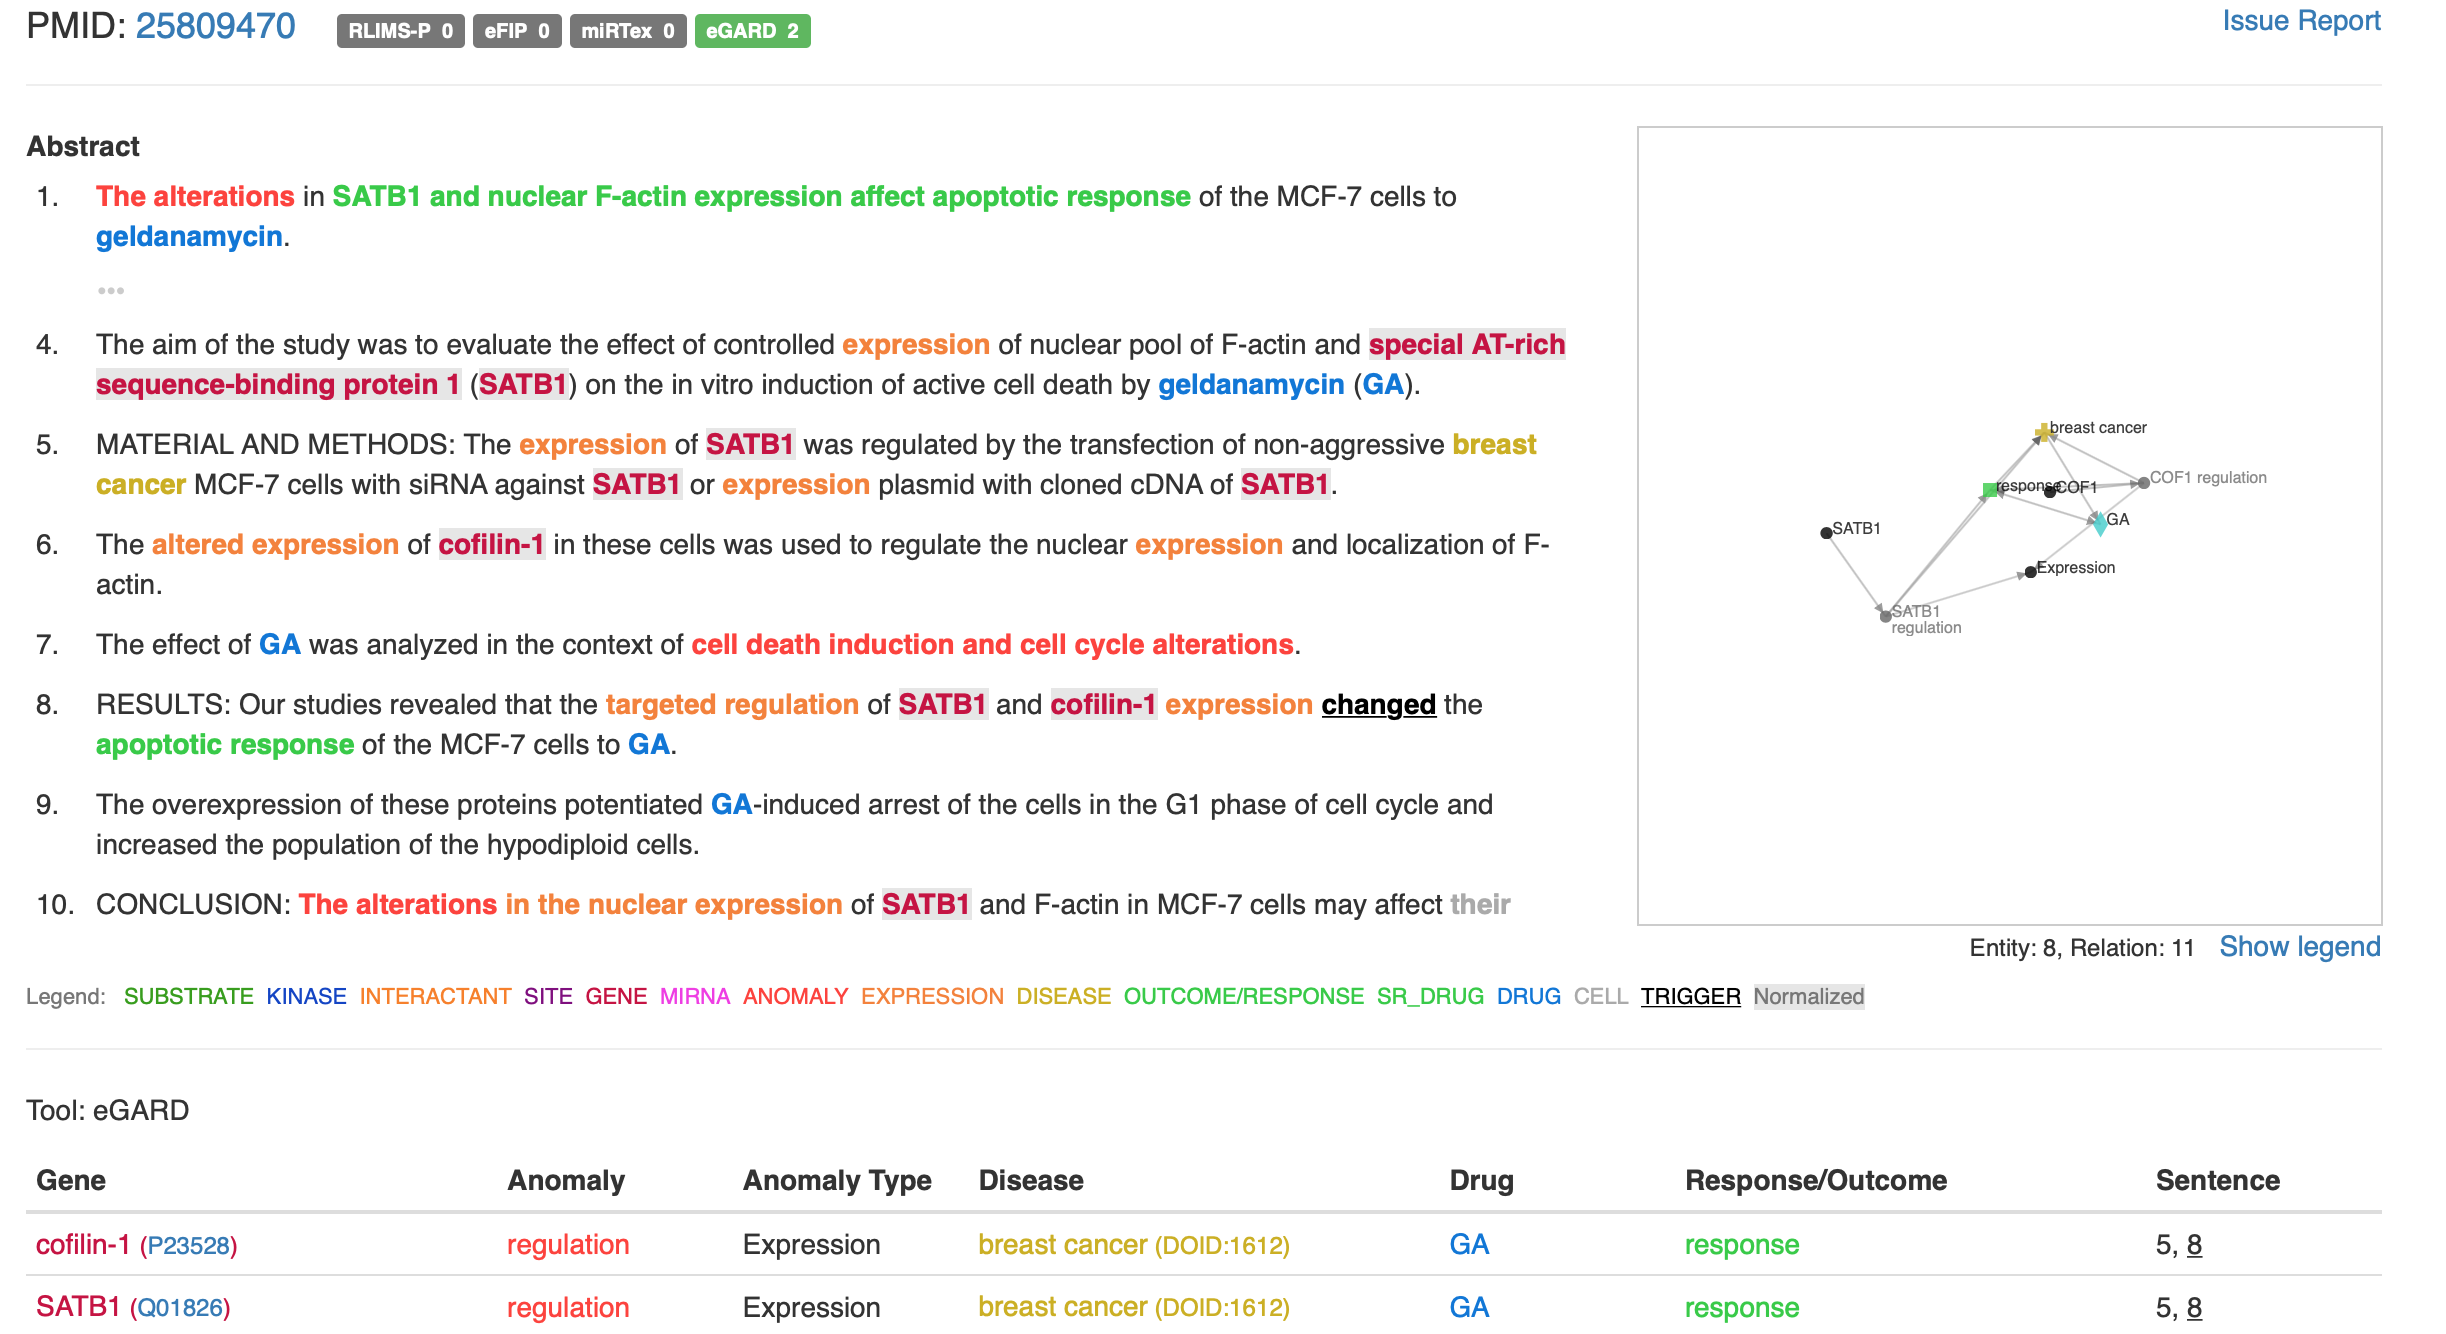 PMID: 25809470 RLIMS-P 0 eFIP 0 miRTex 0 eGARD 2 Issue Report
Abstract
1. The alterations in SATB1 and nuclear F-actin expression affect apoptotic response of the MCF-7 cells to
geldanamycin.
...
4. The aim of the study was to evaluate the effect of controlled expression of nuclear pool of F-actin and special AT-rich
sequence-binding protein 1 (SATB1) on the in vitro induction of active cell death by geldanamycin (GA).
5. MATERIAL AND METHODS: The expression of SATB1 was regulated by the transfection of non-aggressive breast
cancer MCF-7 cells with siRNA against SATB1 or expression plasmid with cloned cDNA of SATB1.
6. The altered expression of cofilin-1 in these cells was used to regulate the nuclear expression and localization of F-
actin.
7. The effect of GA was analyzed in the context of cell death induction and cell cycle alterations.
8. RESULTS: Our studies revealed that the targeted regulation of SATB1 and cofilin-1 expression changed the
apoptotic response of the MCF-7 cells to GA.
9. The overexpression of these proteins potentiated GA-induced arrest of the cells in the G1 phase of cell cycle and
increased the population of the hypodiploid cells.
10. CONCLUSION: The alterations in the nuclear expression of SATB1 and F-actin in MCF-7 cells may affect their
breast cancer
COF1 regulation
response
COF1
GA
SATB1
Expression
SATB1
regulation
Entity: 8, Relation: 11 Show legend
Legend: SUBSTRATE KINASE INTERACTANT SITE GENE MIRNA ANOMALY EXPRESSION DISEASE OUTCOME/RESPONSE SR_DRUG DRUG CELL TRIGGER Normalized
Tool: eGARD
Gene Anomaly Anomaly Type Disease Drug Response/Outcome Sentence
cofilin-1 (P23528) regulation Expression breast cancer (DOID:1612) GA response 5, 8
SATB1 (Q01826) regulation Expression breast cancer (DOID:1612) GA response 5, 8